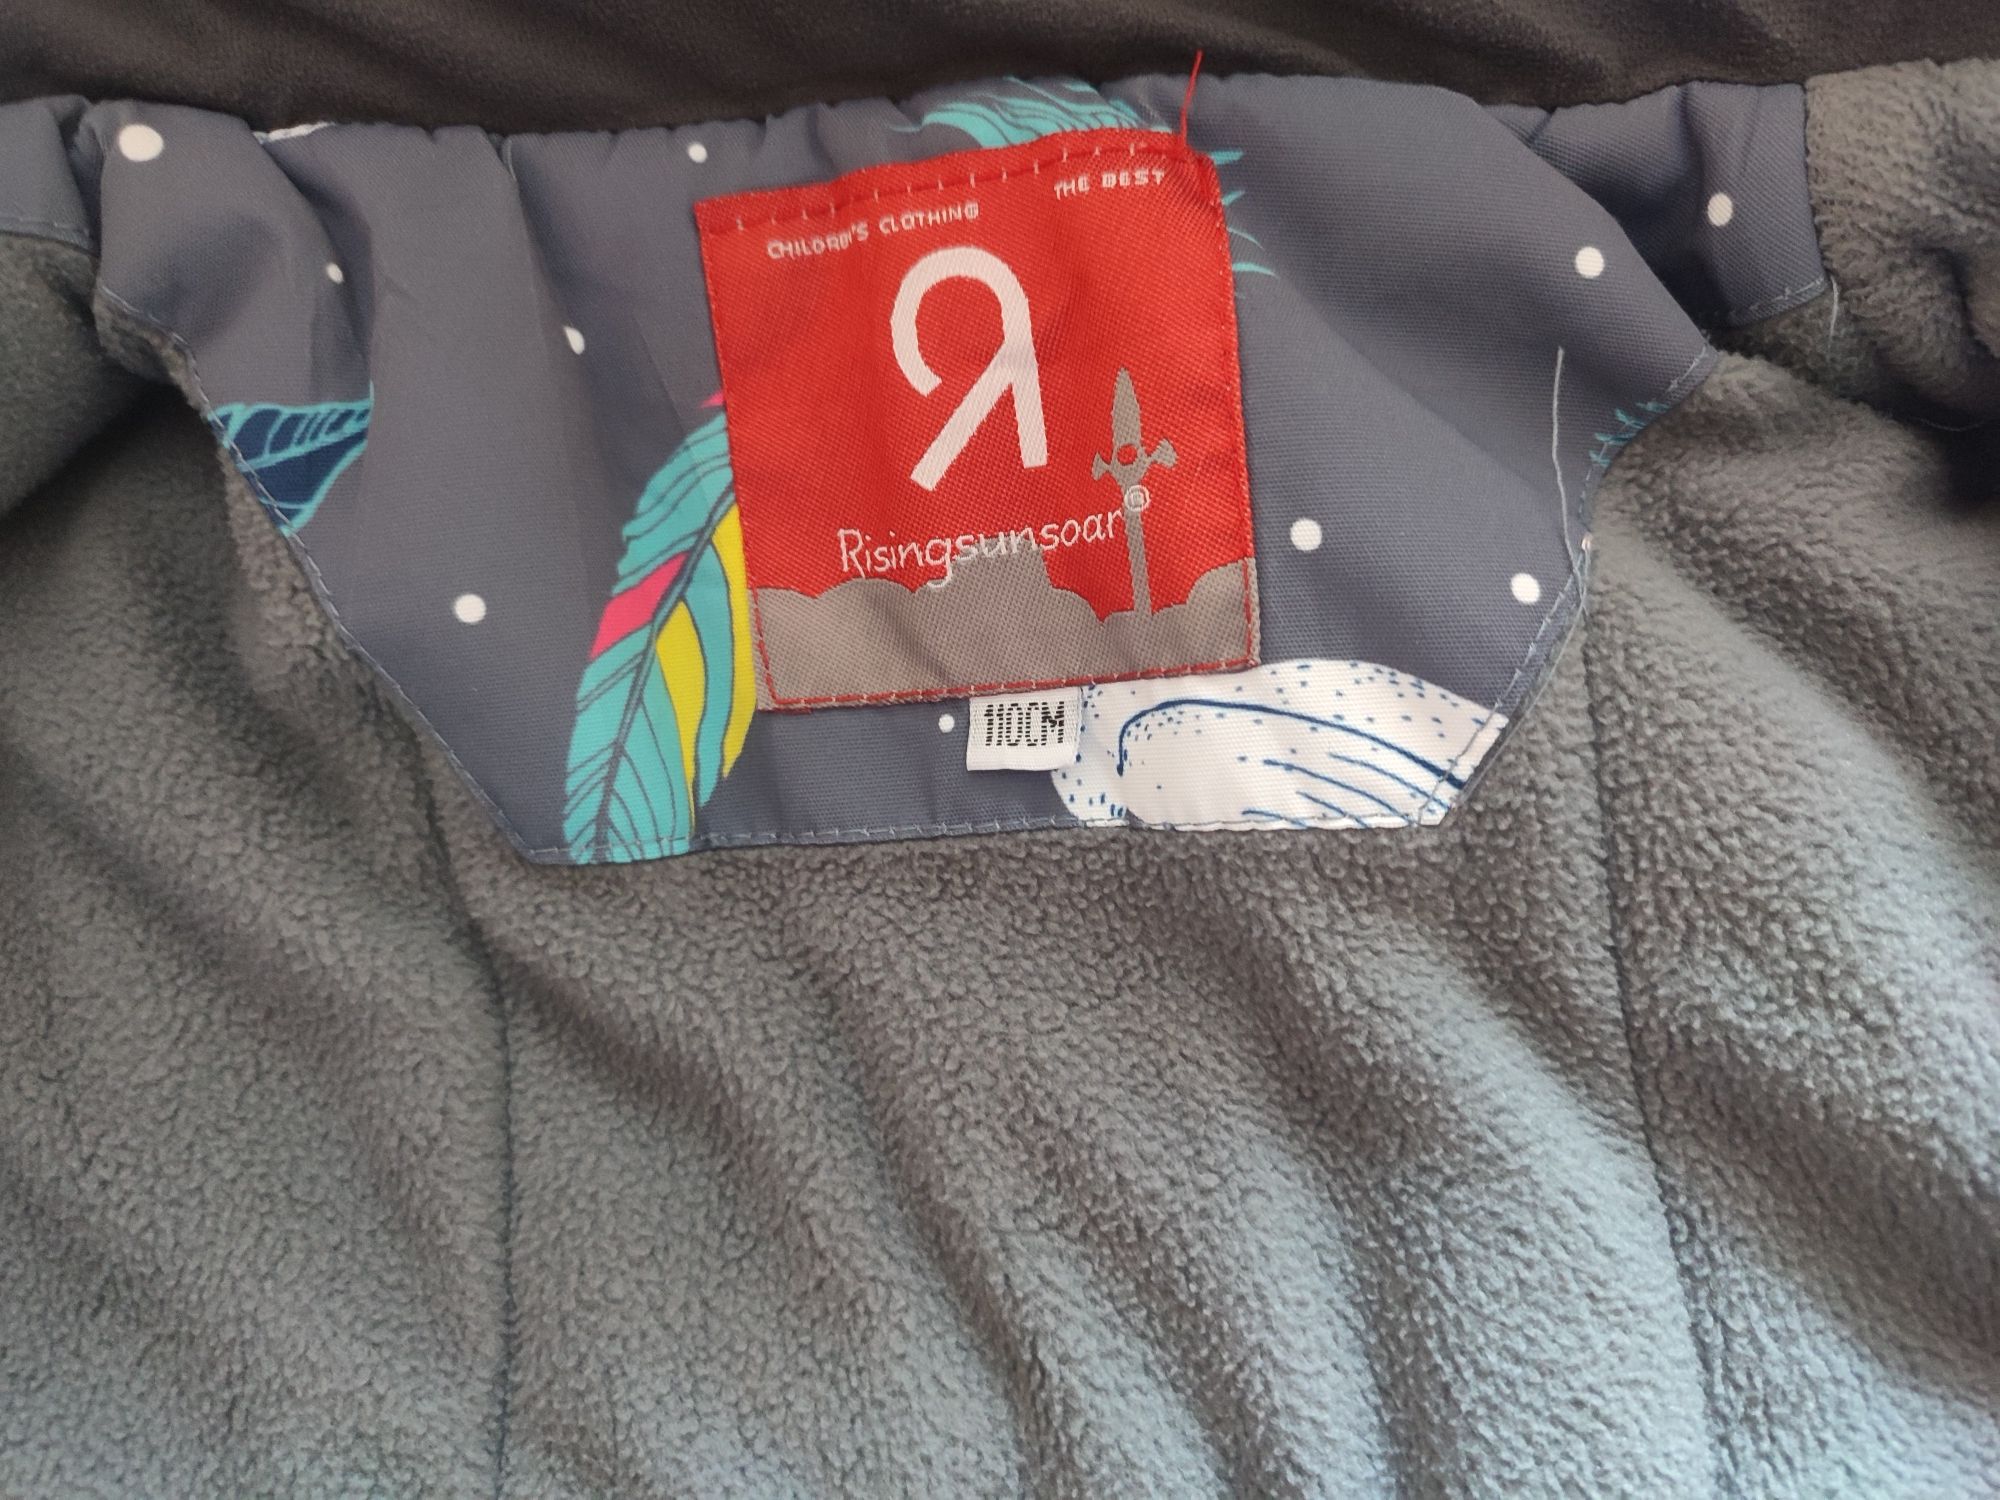 CHILDREN'S CLOTHING THE BEST
Я
Risingsunsoar®
110CM